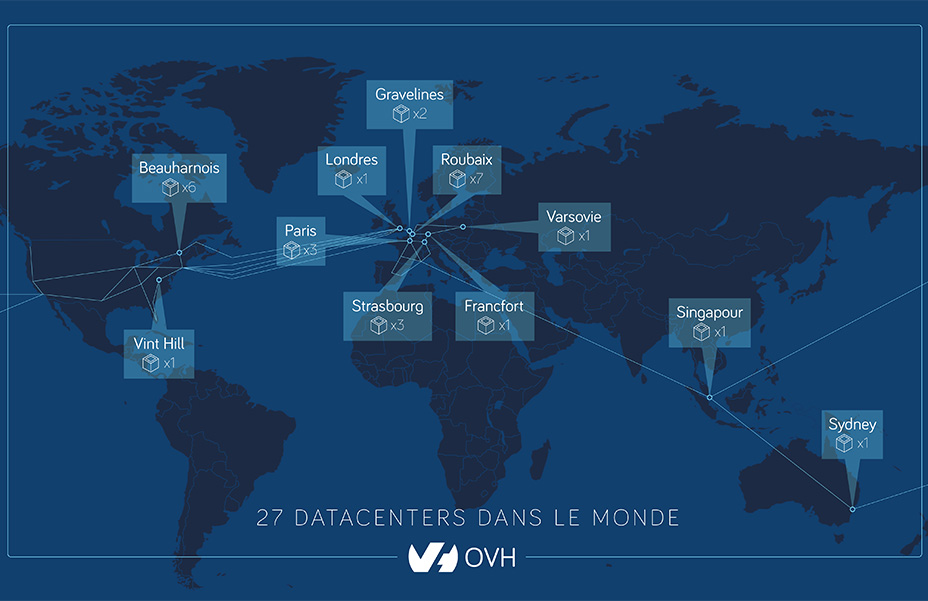 Gravelines
x2
Londres
x1
Roubaix
x7
Beauharnois
x6
Varsovie
x1
Paris
x3
Strasbourg
x3
Francfort
x1
Singapour
x1
Vint Hill
x1
Sydney
x1
27 DATACENTERS DANS LE MONDE
OVH